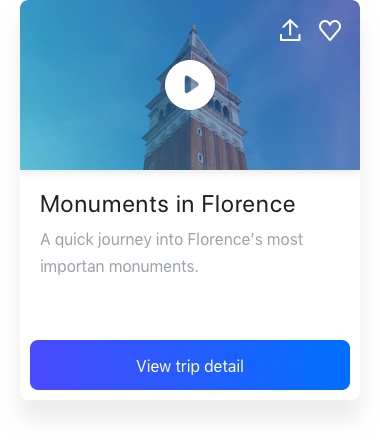 Monuments in Florence
A quick journey into Florence’s most
importan monuments.
View trip detail